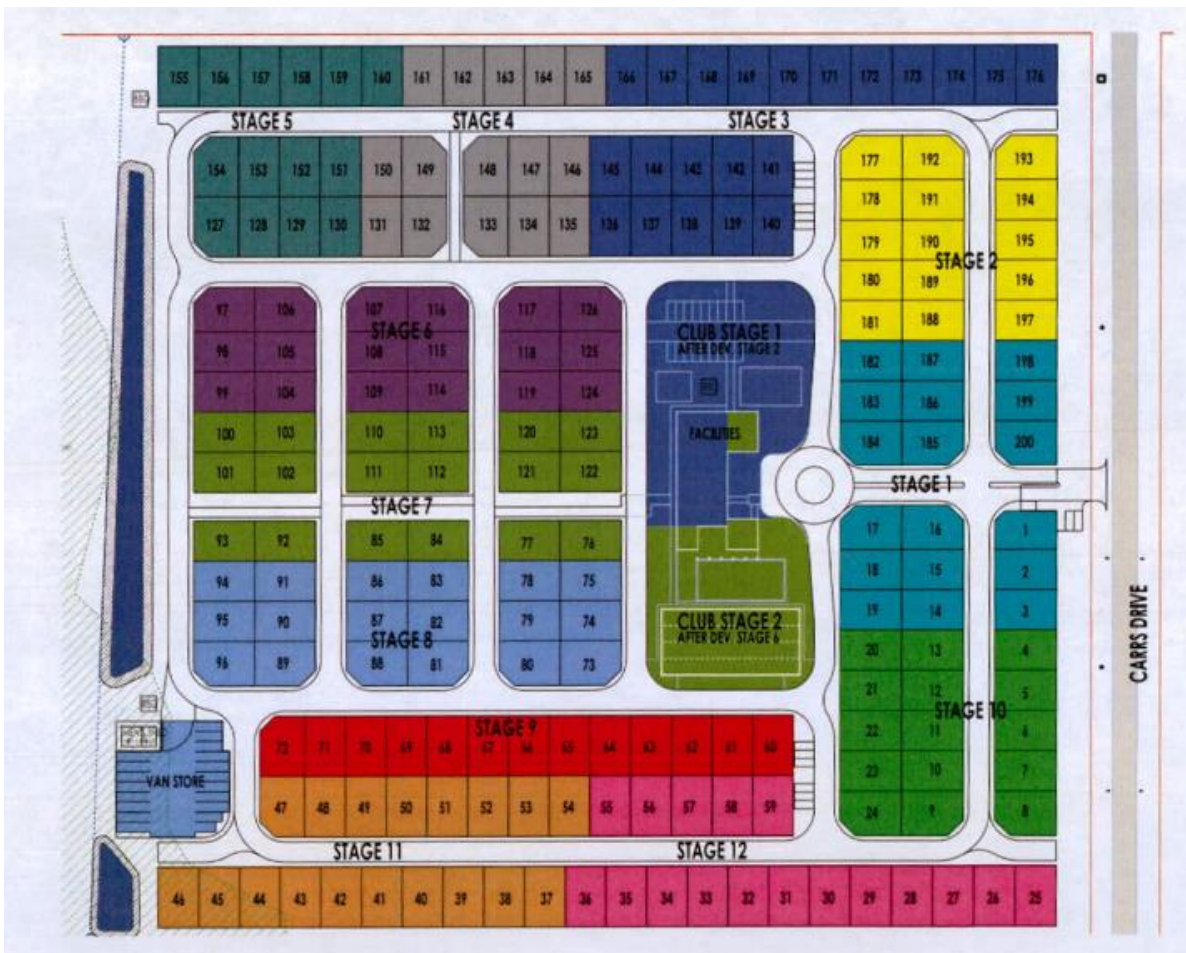 155 156 157 158 159 160 161 162 163 164 165 166 167 168 169 170 171 172 173 174 175 176
STAGE 5 STAGE 4 STAGE 3
154 153 152 151 150 149 148 147 146 145 144 143 142 141
127 128 129 130 131 132 133 134 135 136 137 138 139 140
177 192 193
178 191 194
179 190 195
STAGE 2
180 189 196
181 188 197
182 187 198
183 186 199
184 185 200
97 106 107 116 117 126
STAGE 6
98 105 108 115 118 125
99 104 109 114 119 124
100 103 110 113 120 123
101 102 111 112 121 122
CLUB STAGE 1
AFTER DEV. STAGE 2
FACILITIES
STAGE 1
STAGE 7
93 92 85 84 77 76
94 91 86 83 78 75
95 90 87 82 79 74
STAGE 8
96 89 88 81 80 73
CLUB STAGE 2
AFTER DEV. STAGE 6
17 16 1
18 15 2
19 14 3
20 13 4
21 12 5
STAGE 10
22 11 6
23 10 7
24 9 8
CARRS DRIVE
VAN STORE
STAGE 9
72 71 70 69 68 67 66 65 64 63 62 61 60
47 48 49 50 51 52 53 54 55 56 57 58 59
STAGE 11 STAGE 12
46 45 44 43 42 41 40 39 38 37 36 35 34 33 32 31 30 29 28 27 26 25